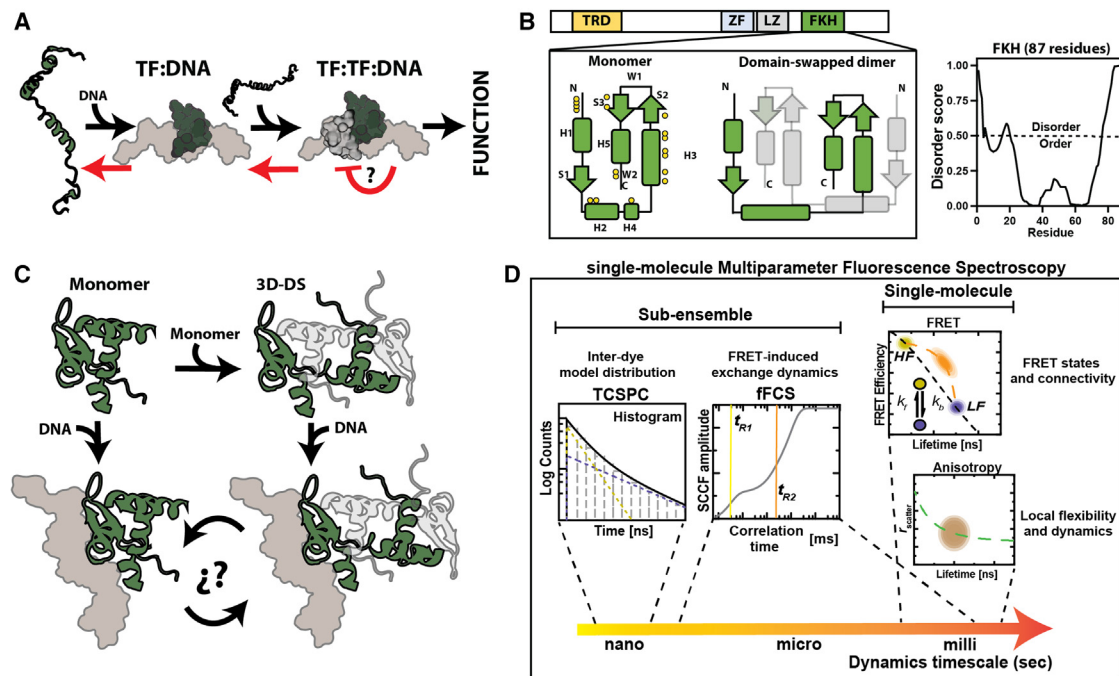 A
TF:DNA
TF:TF:DNA
DNA
?
FUNCTION
B
TRD
ZF
LZ
FKH
Monomer
Domain-swapped dimer
N
S3
W1
S2
H1
H5
H3
S1
W2
C
H2
H4
N
N
C
C
FKH (87 residues)
Disorder score
1.00
0.75
0.50
0.25
0.00
Disorder
Order
0
20
40
60
80
Residue
C
Monomer
3D-DS
Monomer
DNA
DNA
¿?
D
single-molecule Multiparameter Fluorescence Spectroscopy
Sub-ensemble
Single-molecule
Inter-dye
model distribution
TCSPC
Histogram
Log Counts
Time [ns]
FRET-induced
exchange dynamics
fFCS
SCCF amplitude
tR1
tR2
Correlation
time
[ms]
FRET
FRET Efficiency
HF
LF
kf
kb
Lifetime [ns]
FRET states
and connectivity
Anisotropy
scatter
Lifetime [ns]
Local flexibility
and dynamics
nano
micro
milli
Dynamics timescale (sec)